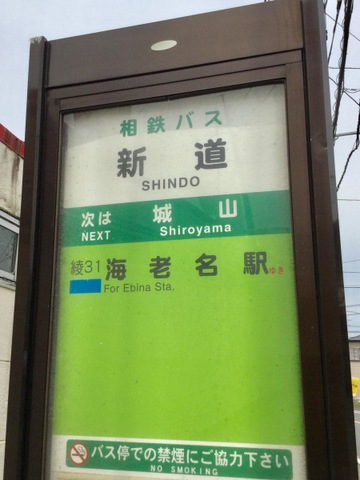 相鉄バス
新道
SHINDO
次は 城山
NEXT Shiroyama
綾31 海老名駅ゆき
For Ebina Sta.
バス停での禁煙にご協力下さい
NO SMOKING